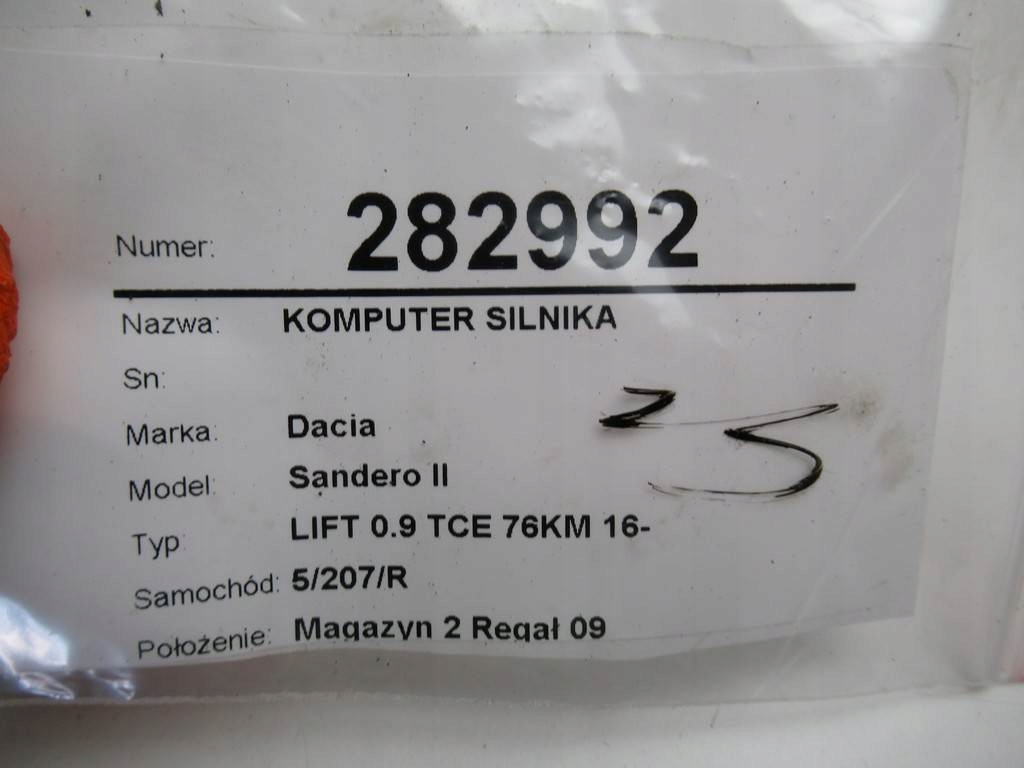 Numer: 282992
Nazwa: KOMPUTER SILNIKA
Sn:
Marka: Dacia
Model: Sandero II
Typ: LIFT 0.9 TCE 76KM 16-
Samochód: 5/207/R
Położenie: Magazyn 2 Regał 09